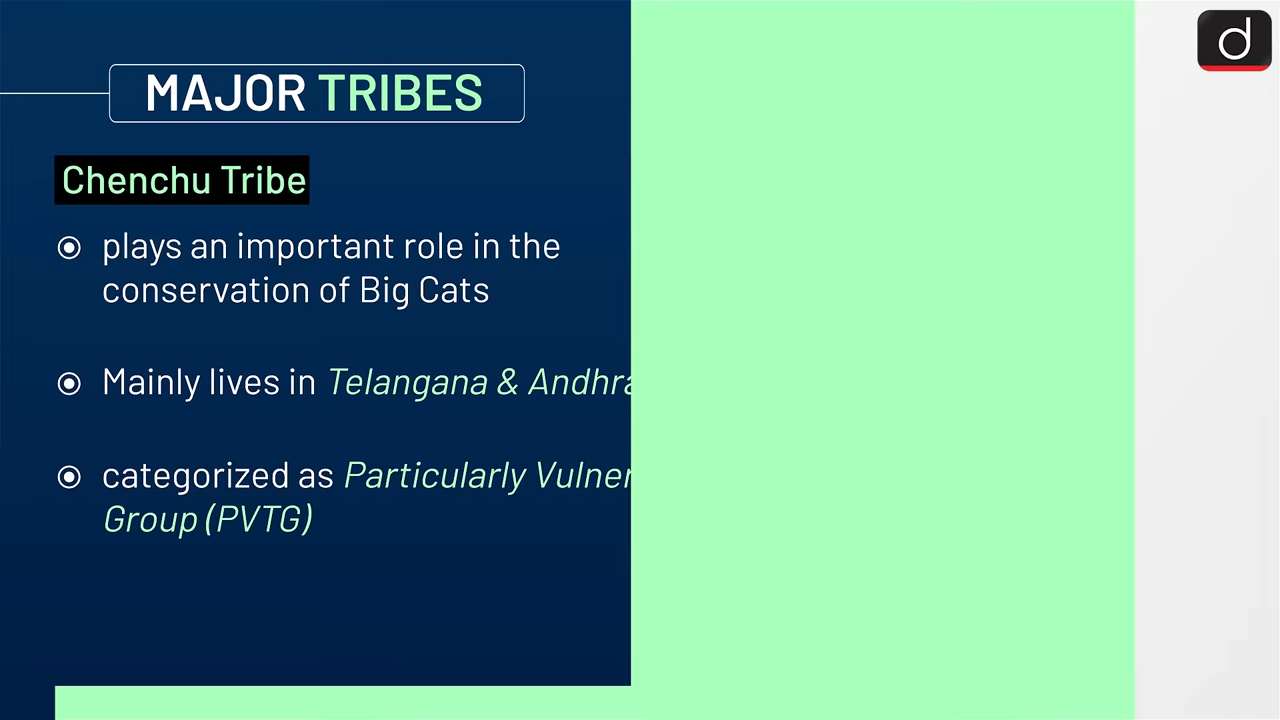 MAJOR TRIBES
Chenchu Tribe
plays an important role in the
conservation of Big Cats
Mainly lives in Telangana & Andhra
categorized as Particularly Vulner
Group (PVTG)
d